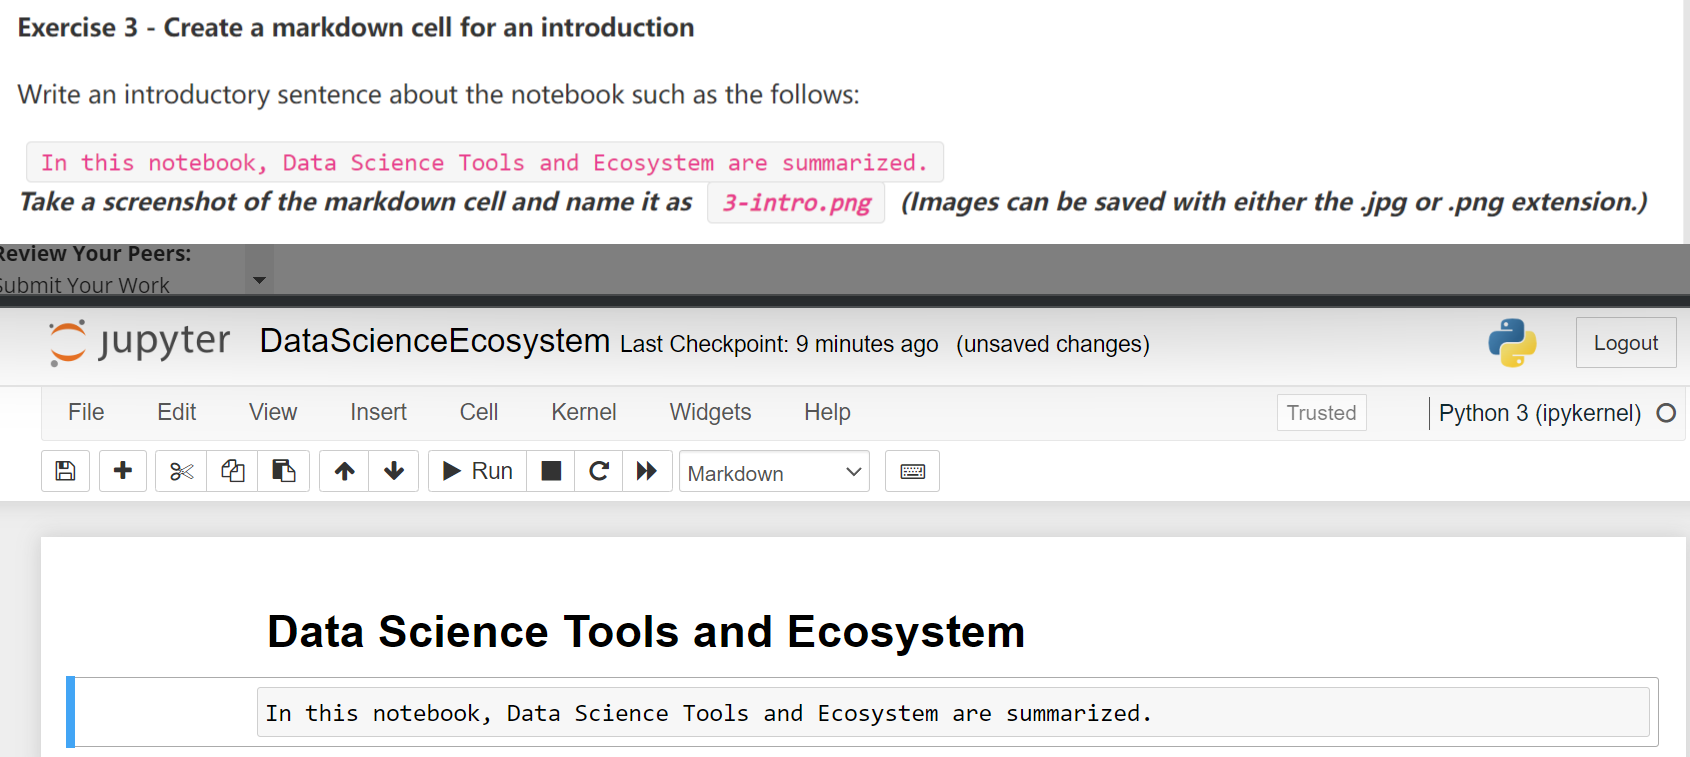 Exercise 3 - Create a markdown cell for an introduction
Write an introductory sentence about the notebook such as the follows:
In this notebook, Data Science Tools and Ecosystem are summarized.
Take a screenshot of the markdown cell and name it as 3-intro.png (Images can be saved with either the .jpg or .png extension.)
Review Your Peers:
Submit Your Work
jupyter DataScienceEcosystem Last Checkpoint: 9 minutes ago (unsaved changes) Logout
File Edit View Insert Cell Kernel Widgets Help Trusted Python 3 (ipykernel)
Run Markdown
Data Science Tools and Ecosystem
In this notebook, Data Science Tools and Ecosystem are summarized.